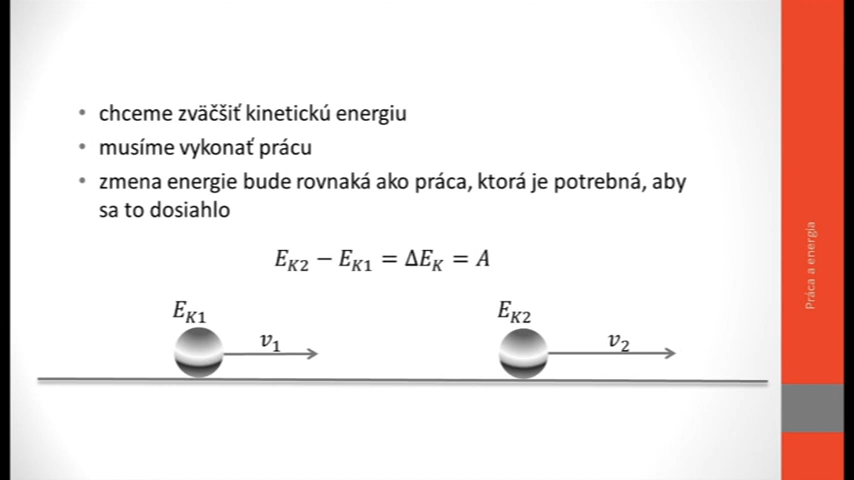 • chceme zväčšiť kinetickú energiu
• musíme vykonať prácu
• zmena energie bude rovnaká ako práca, ktorá je potrebná, aby
sa to dosiahlo
E_{K2} − E_{K1} = ΔE_K = A
E_{K1}
v_1
E_{K2}
v_2
Práca a energia